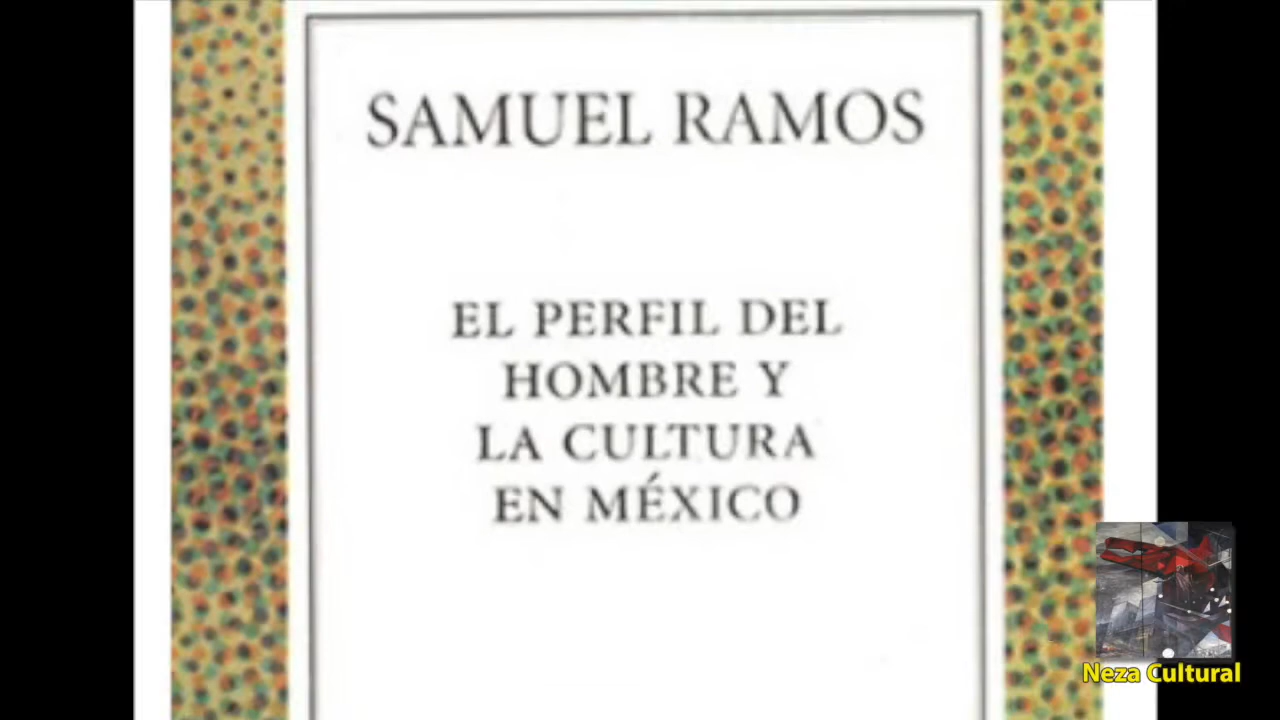 SAMUEL RAMOS
EL PERFIL DEL
HOMBRE Y
LA CULTURA
EN MÉXICO
Neza Cultural